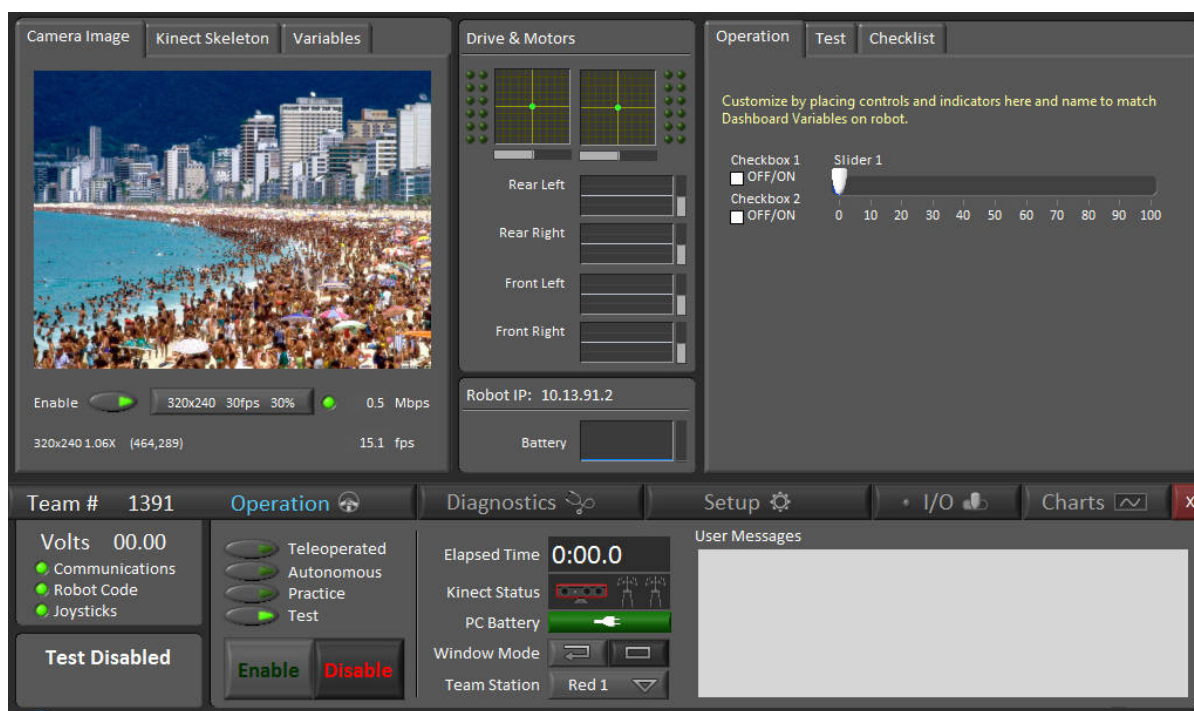 Camera Image
Kinect Skeleton
Variables
Enable
320x240 30fps 30%
0.5 Mbps
320x240 1.06X (464,289)
15.1 fps
Drive & Motors
Rear Left
Rear Right
Front Left
Front Right
Robot IP: 10.13.91.2
Battery
Operation
Test
Checklist
Customize by placing controls and indicators here and name to match
Dashboard Variables on robot.
Checkbox 1
OFF/ON
Checkbox 2
OFF/ON
Slider 1
0 10 20 30 40 50 60 70 80 90 100
Team # 1391
Operation
Diagnostics
Setup
I/O
Charts
X
Volts 00.00
Communications
Robot Code
Joysticks
Test Disabled
Teleoperated
Autonomous
Practice
Test
Enable
Disable
Elapsed Time 0:00.0
Kinect Status
PC Battery
Window Mode
Team Station Red 1
User Messages